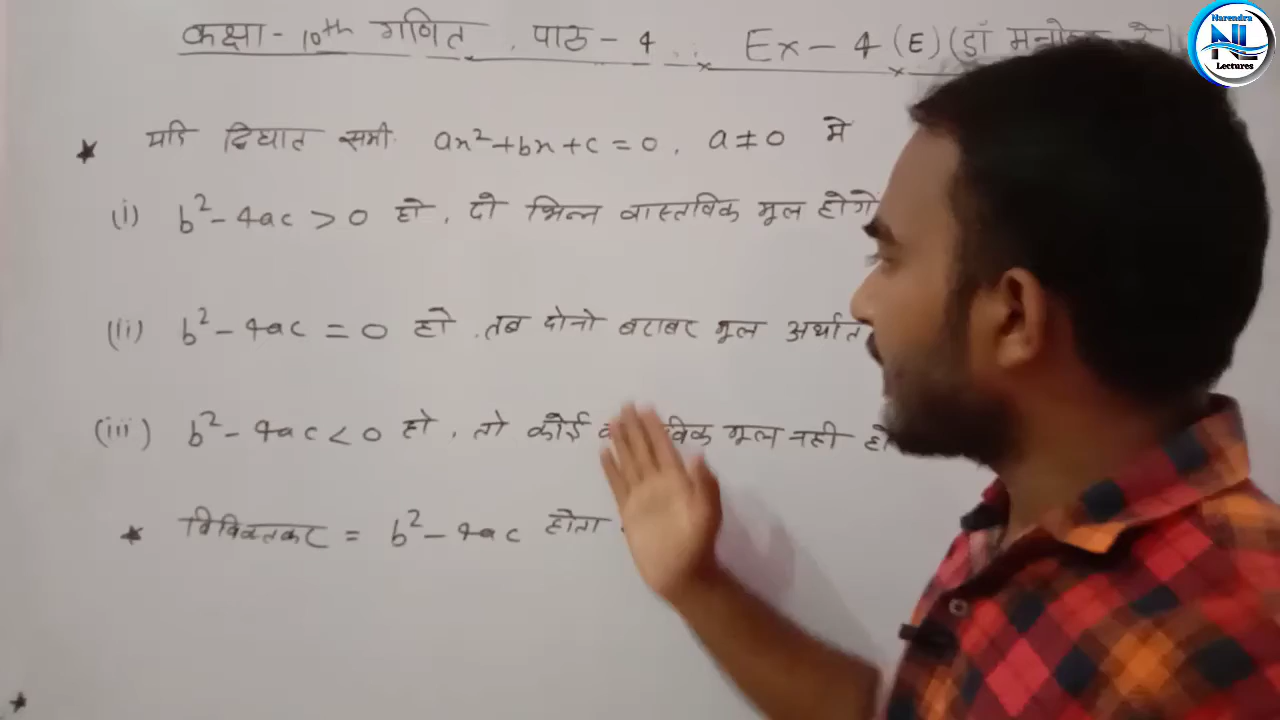 कक्षा - 10th गणित , पाठ - 4 .. Ex - 4 (E) (डॉ
Narendra
NL
Lectures
★ यदि द्विघात समी. ax²+bx+c=0, a≠0 में
(i) b²-4ac>0 हो, दो भिन्न वास्तविक मूल होगें
(ii) b²-4ac=0 हो, तब दोनो बराबर मूल अर्थात
(iii) b²-4ac<0 हो, तो कोई मूल नही
★ विविक्तकर = b²-4ac होता
★